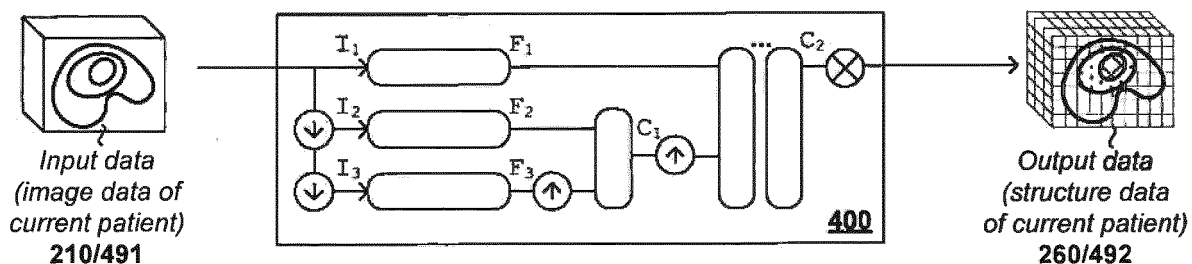 Input data
(image data of
current patient)
210/491
I₁
F₁
I₂
F₂
I₃
F₃
C₁
...
C₂
400
Output data
(structure data
of current patient)
260/492